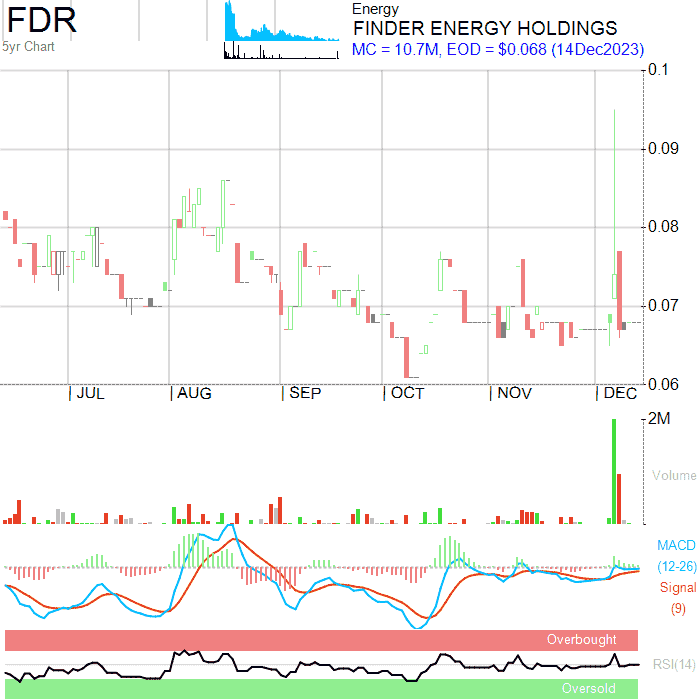 FDR
5yr Chart
Energy
FINDER ENERGY HOLDINGS
MC = 10.7M, EOD = $0.068 (14Dec2023)
0.1
0.09
0.08
0.07
0.06
JUL AUG SEP OCT NOV DEC
2M
Volume
MACD
(12-26)
Signal
(9)
Overbought
RSI(14)
Oversold